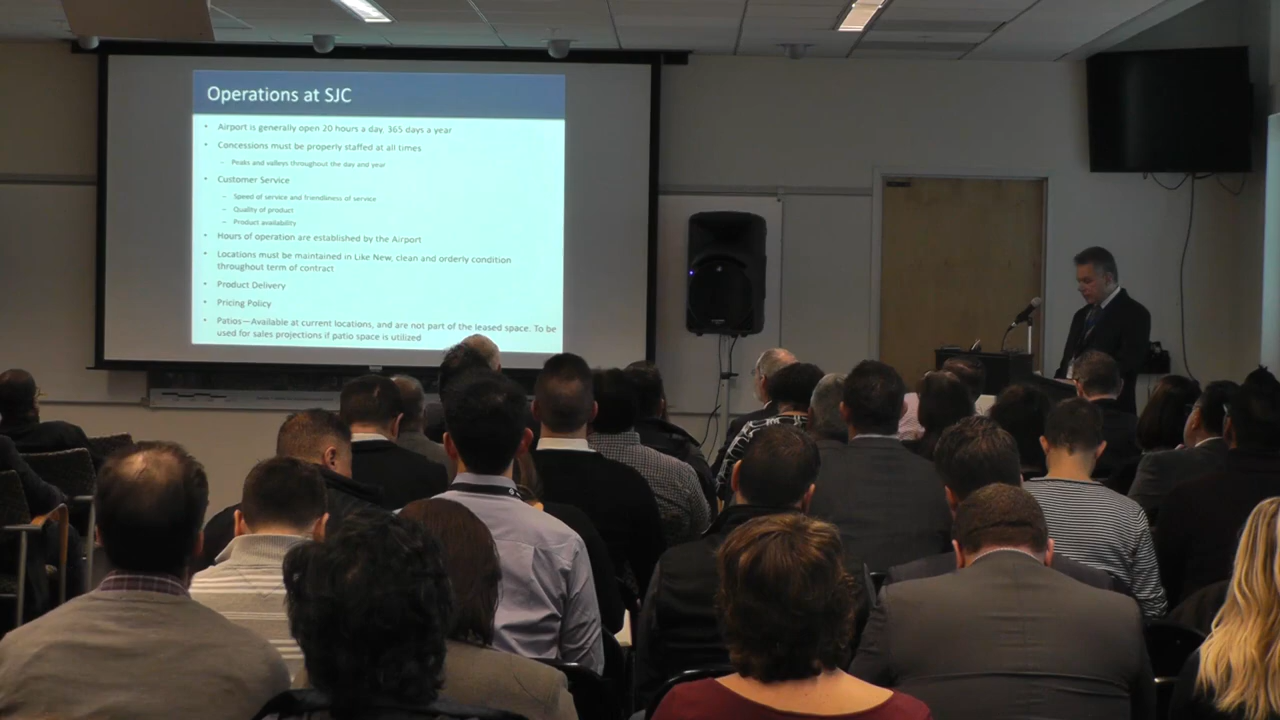 Operations at SJC
• Airport is generally open 20 hours a day, 365 days a year
• Concessions must be properly staffed at all times
– Peaks and valleys throughout the day and year
• Customer Service
– Speed of service and friendliness of service
– Quality of product
– Product availability
• Hours of operation are established by the Airport
• Locations must be maintained in Like New, clean and orderly condition
throughout term of contract
• Product Delivery
• Pricing Policy
• Patios—Available at current locations, and are not part of the leased space. To be
used for sales projections if patio space is utilized